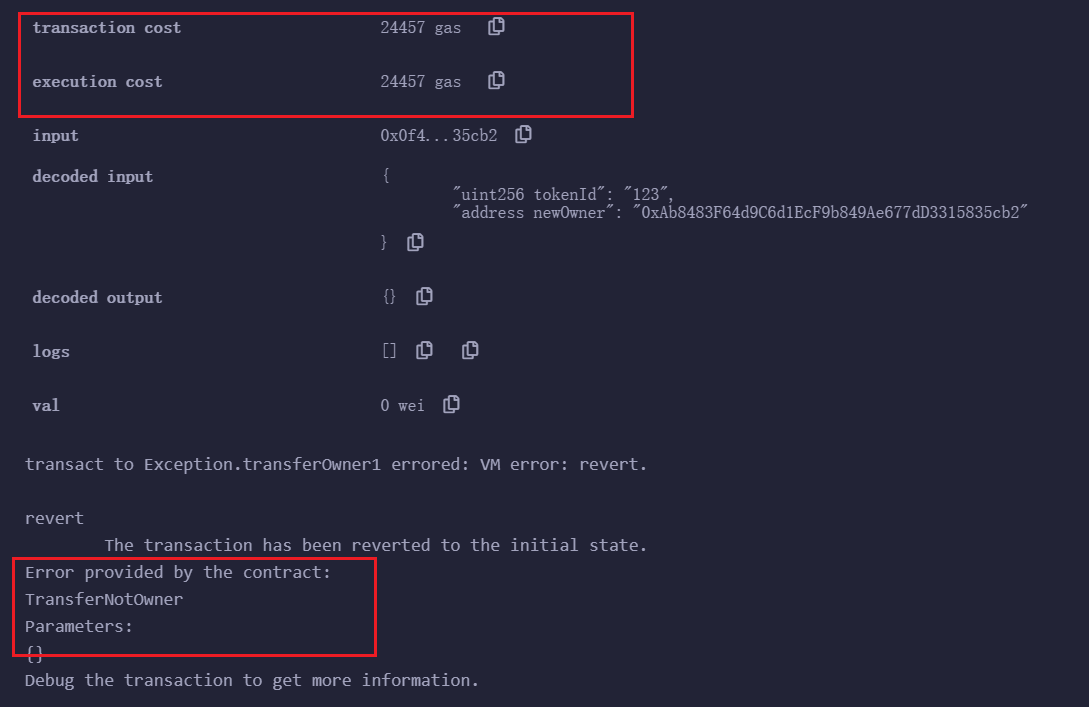 transaction cost 24457 gas
execution cost 24457 gas
input 0x0f4...35cb2
decoded input {
"uint256 tokenId": "123",
"address newOwner": "0xAb8483F64d9C6d1EcF9b849Ae677dD3315835cb2"
}
decoded output {}
logs []
val 0 wei
transact to Exception.transferOwner1 errored: VM error: revert.
revert
The transaction has been reverted to the initial state.
Error provided by the contract:
TransferNotOwner
Parameters:
{}
Debug the transaction to get more information.